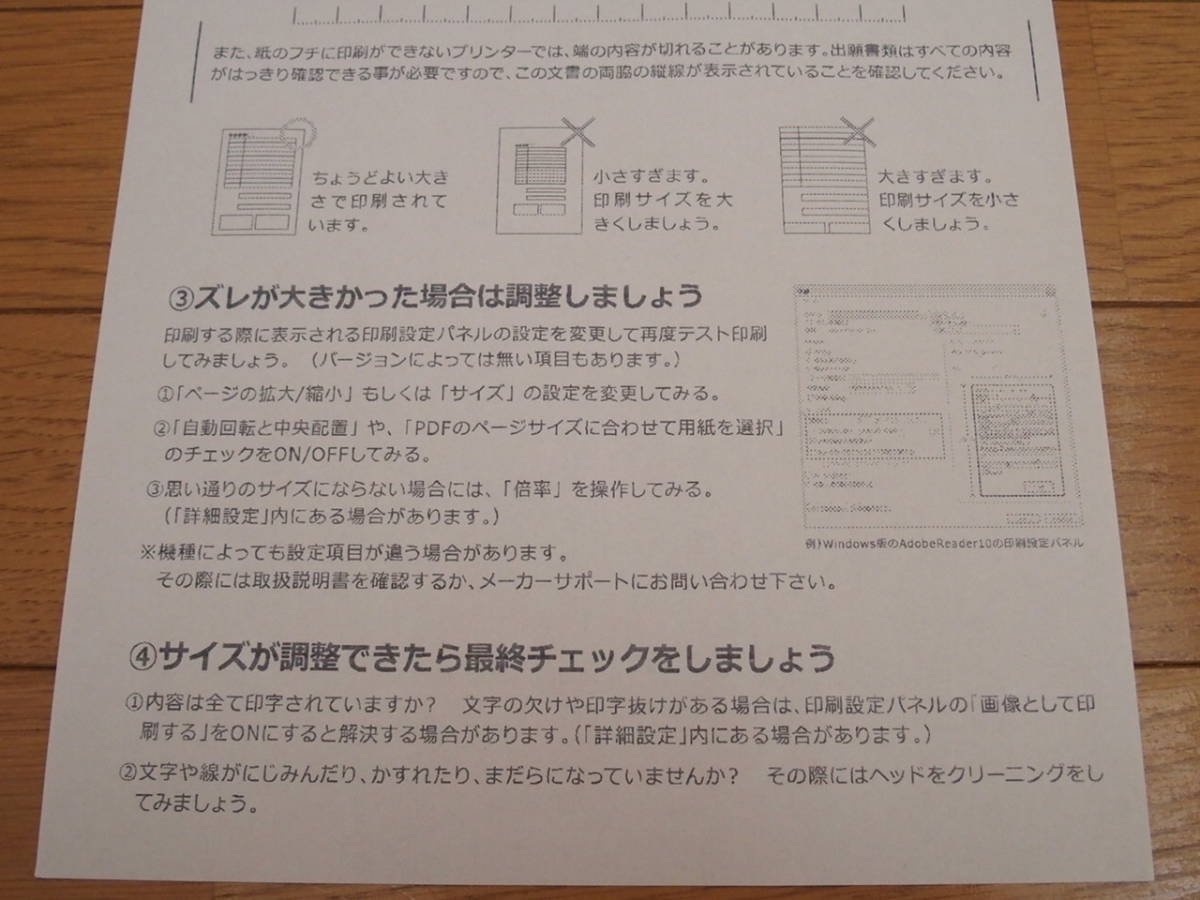 また、紙のフチに印刷ができないプリンターでは、端の内容が切れることがあります。出願書類はすべての内容
がはっきり確認できる事が必要ですので、この文書の両脇の縦線が表示されていることを確認してください。
ちょうどよい大き
さで印刷されて
います。
小さすぎます。
印刷サイズを大
きくしましょう。
大きすぎます。
印刷サイズを小さ
くしましょう。
③ズレが大きかった場合は調整しましょう
印刷する際に表示される印刷設定パネルの設定を変更して再度テスト印刷
してみましょう。（バージョンによっては無い項目もあります。）
①「ページの拡大/縮小」もしくは「サイズ」の設定を変更してみる。
②「自動回転と中央配置」や、「PDFのページサイズに合わせて用紙を選択」
のチェックをON/OFFしてみる。
③思い通りのサイズにならない場合には、「倍率」を操作してみる。
（「詳細設定」内にある場合があります。）
※機種によっても設定項目が違う場合があります。
その際には取扱説明書を確認するか、メーカーサポートにお問い合わせ下さい。
例）Windows版のAdobeReader10の印刷設定パネル
④サイズが調整できたら最終チェックをしましょう
①内容は全て印字されていますか？　文字の欠けや印字抜けがある場合は、印刷設定パネルの「画像として印
刷する」をONにすると解決する場合があります。（「詳細設定」内にある場合があります。）
②文字や線がにじみんだり、かすれたり、まだらになっていませんか？　その際にはヘッドをクリーニングをし
てみましょう。